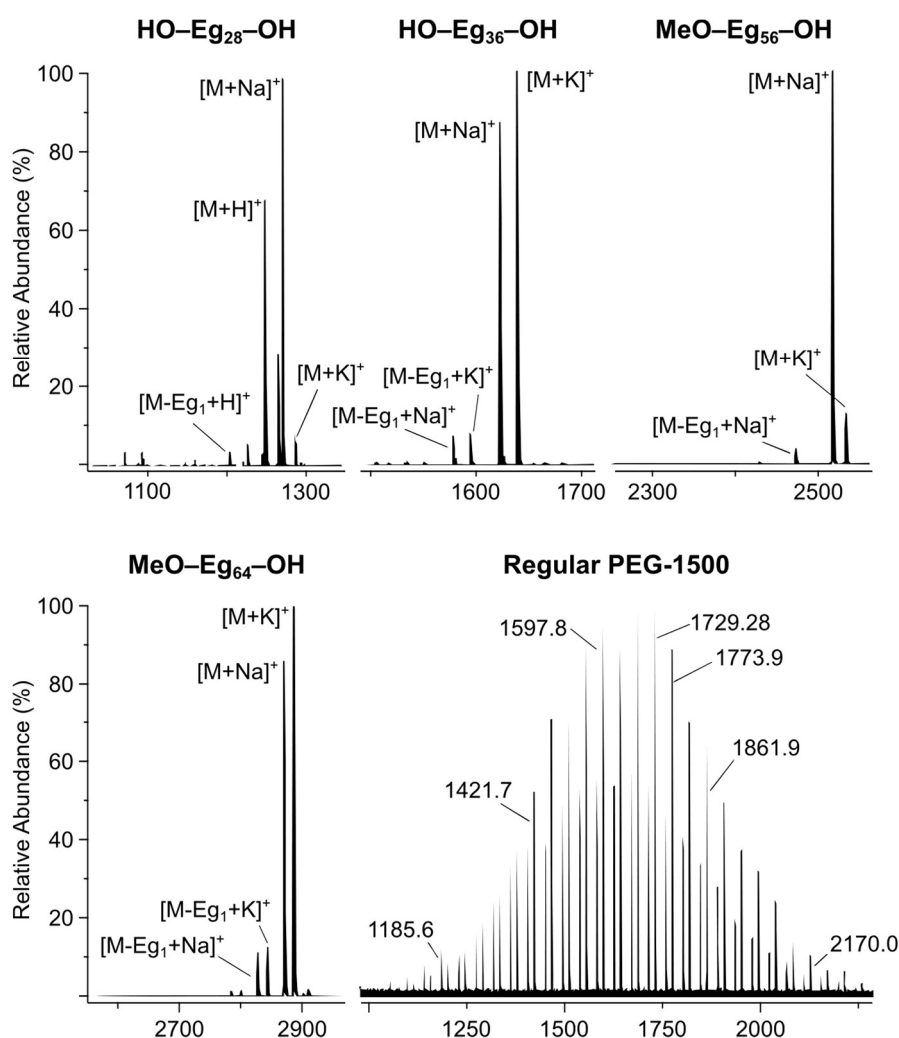 HO–Eg₂₈–OH
HO–Eg₃₆–OH
MeO–Eg₅₆–OH
Relative Abundance (%)
100
80
60
40
20
[M+Na]⁺
[M+H]⁺
[M+K]⁺
[M-Eg₁+H]⁺
1100
1300
[M+K]⁺
[M+Na]⁺
[M-Eg₁+K]⁺
[M-Eg₁+Na]⁺
1600
1700
[M+Na]⁺
[M+K]⁺
[M-Eg₁+Na]⁺
2300
2500
MeO–Eg₆₄–OH
Regular PEG-1500
Relative Abundance (%)
100
80
60
40
20
[M+K]⁺
[M+Na]⁺
[M-Eg₁+K]⁺
[M-Eg₁+Na]⁺
2700
2900
1597.8
1729.28
1773.9
1861.9
1421.7
1185.6
2170.0
1250
1500
1750
2000